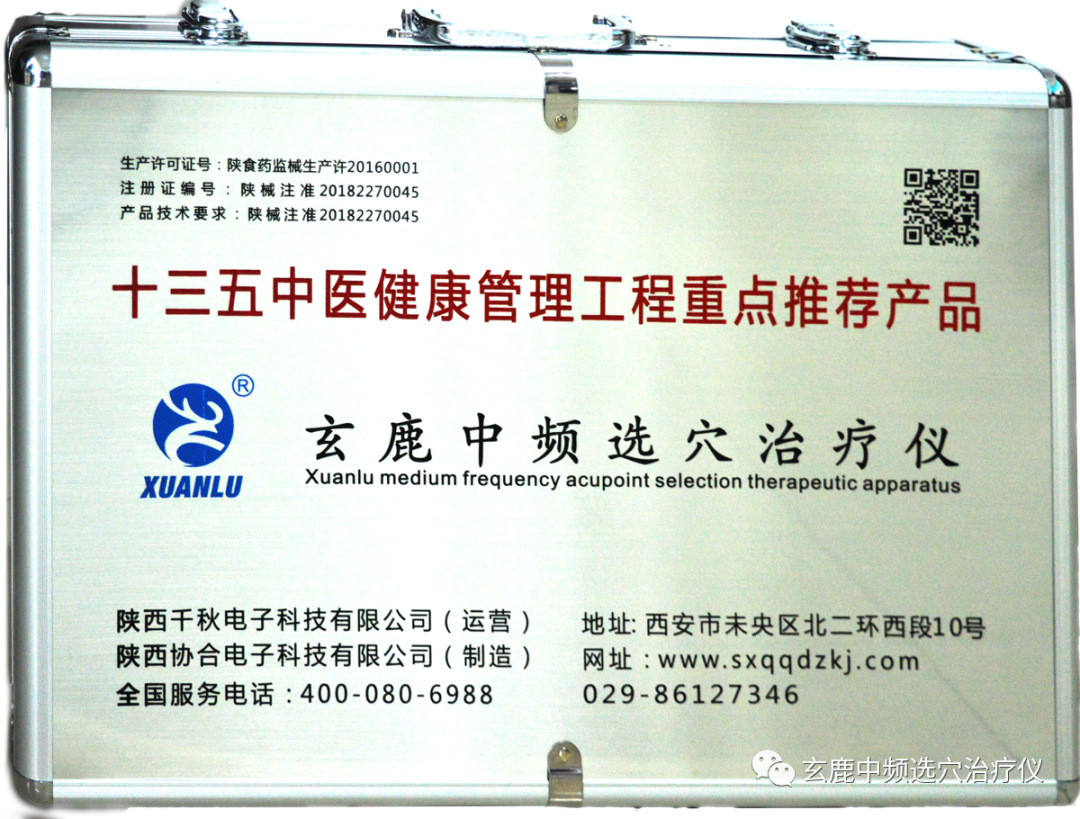 生产许可证号：陕食药监械生产许20160001
注册证编号：陕械注准20182270045
产品技术要求：陕械注准20182270045
十三五中医健康管理工程重点推荐产品
®
XUANLU
玄鹿中频选穴治疗仪
Xuanlu medium frequency acupoint selection therapeutic apparatus
陕西千秋电子科技有限公司（运营）
陕西协合电子科技有限公司（制造）
全国服务电话：400-080-6988
地址: 西安市未央区北二环西段10号
网址：www.sxqqdzkj.com
029-86127346
玄鹿中频选穴治疗仪